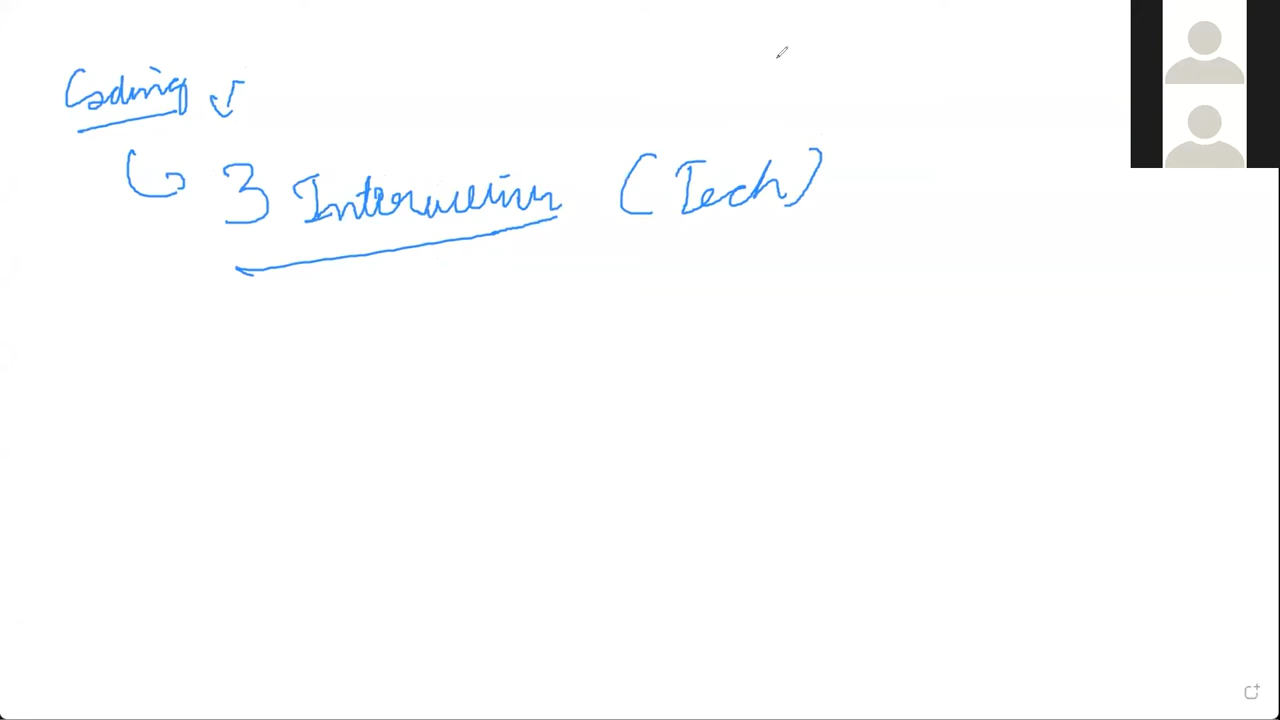 Coding ✓
↳ 3 Interviews (Tech)